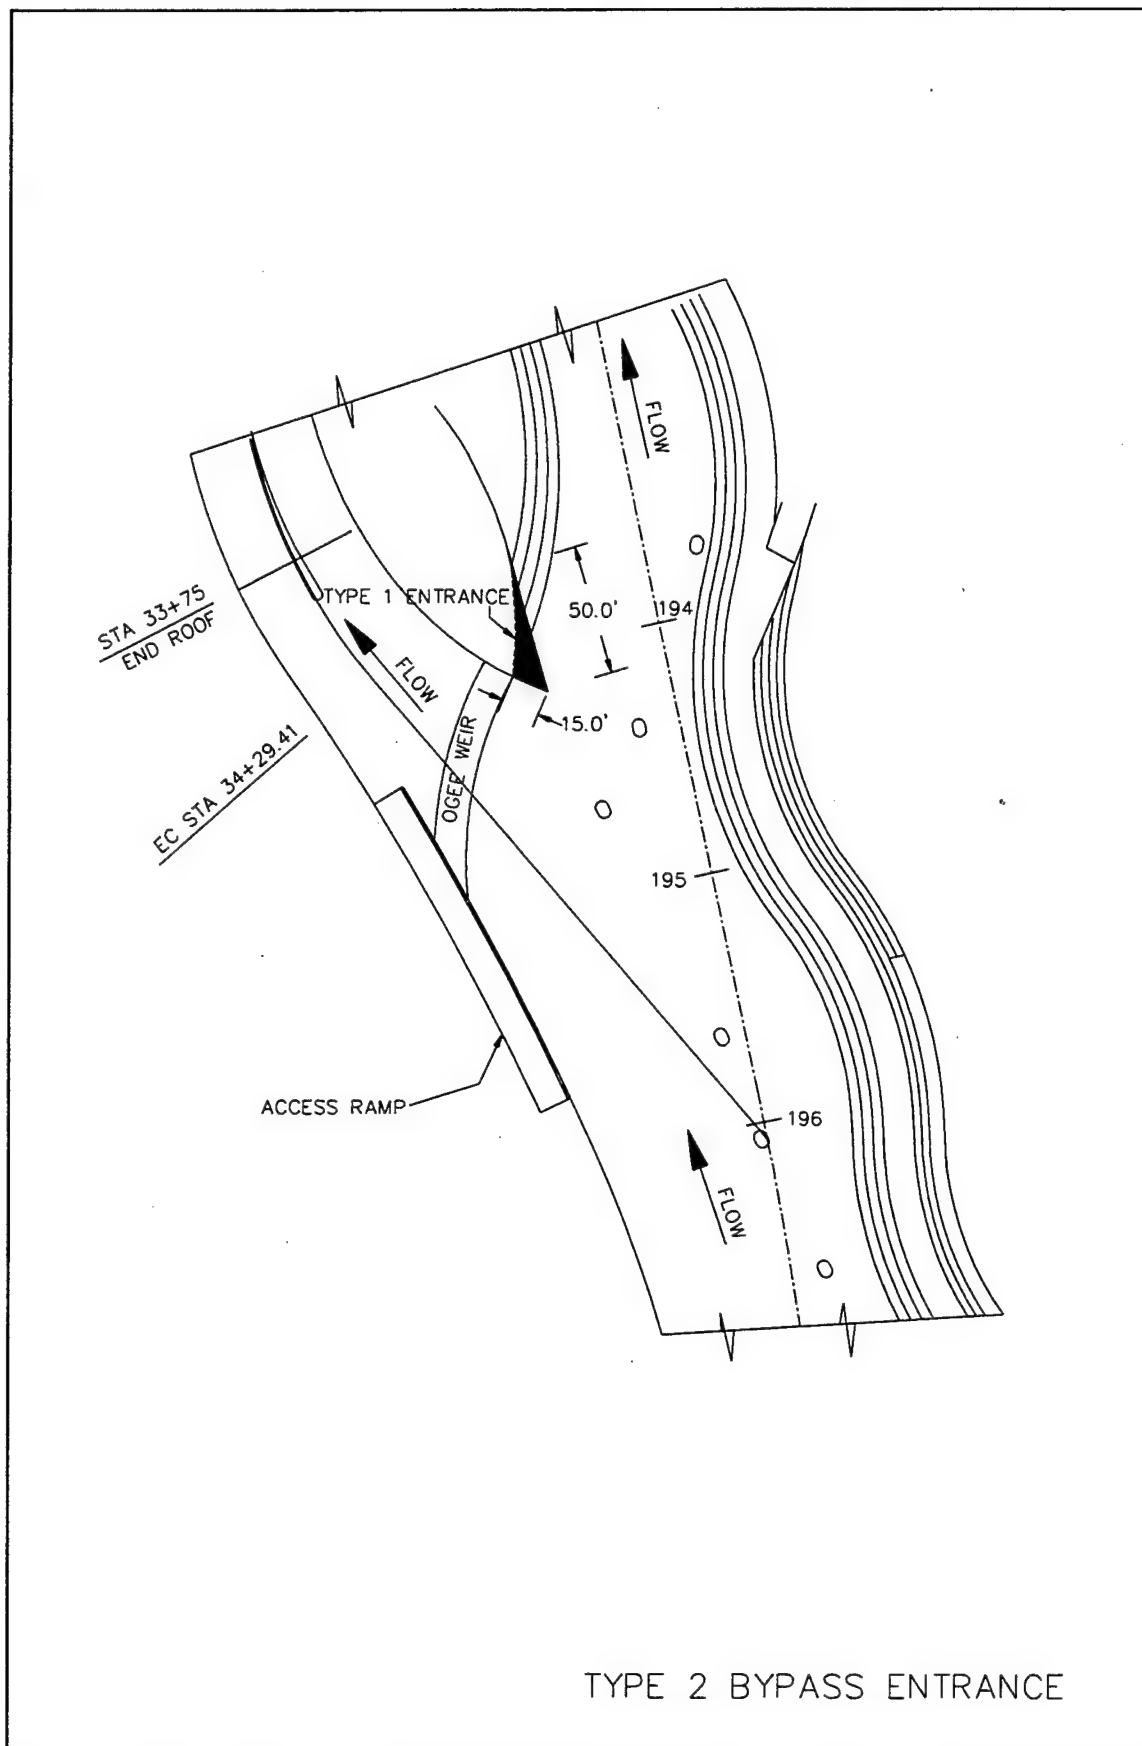 FLOW
STA 33+75
END ROOF
TYPE 1 ENTRANCE
50.0'
194
FLOW
EC STA 34+29.41
OGEE WEIR
15.0'
195
ACCESS RAMP
196
FLOW
TYPE 2 BYPASS ENTRANCE